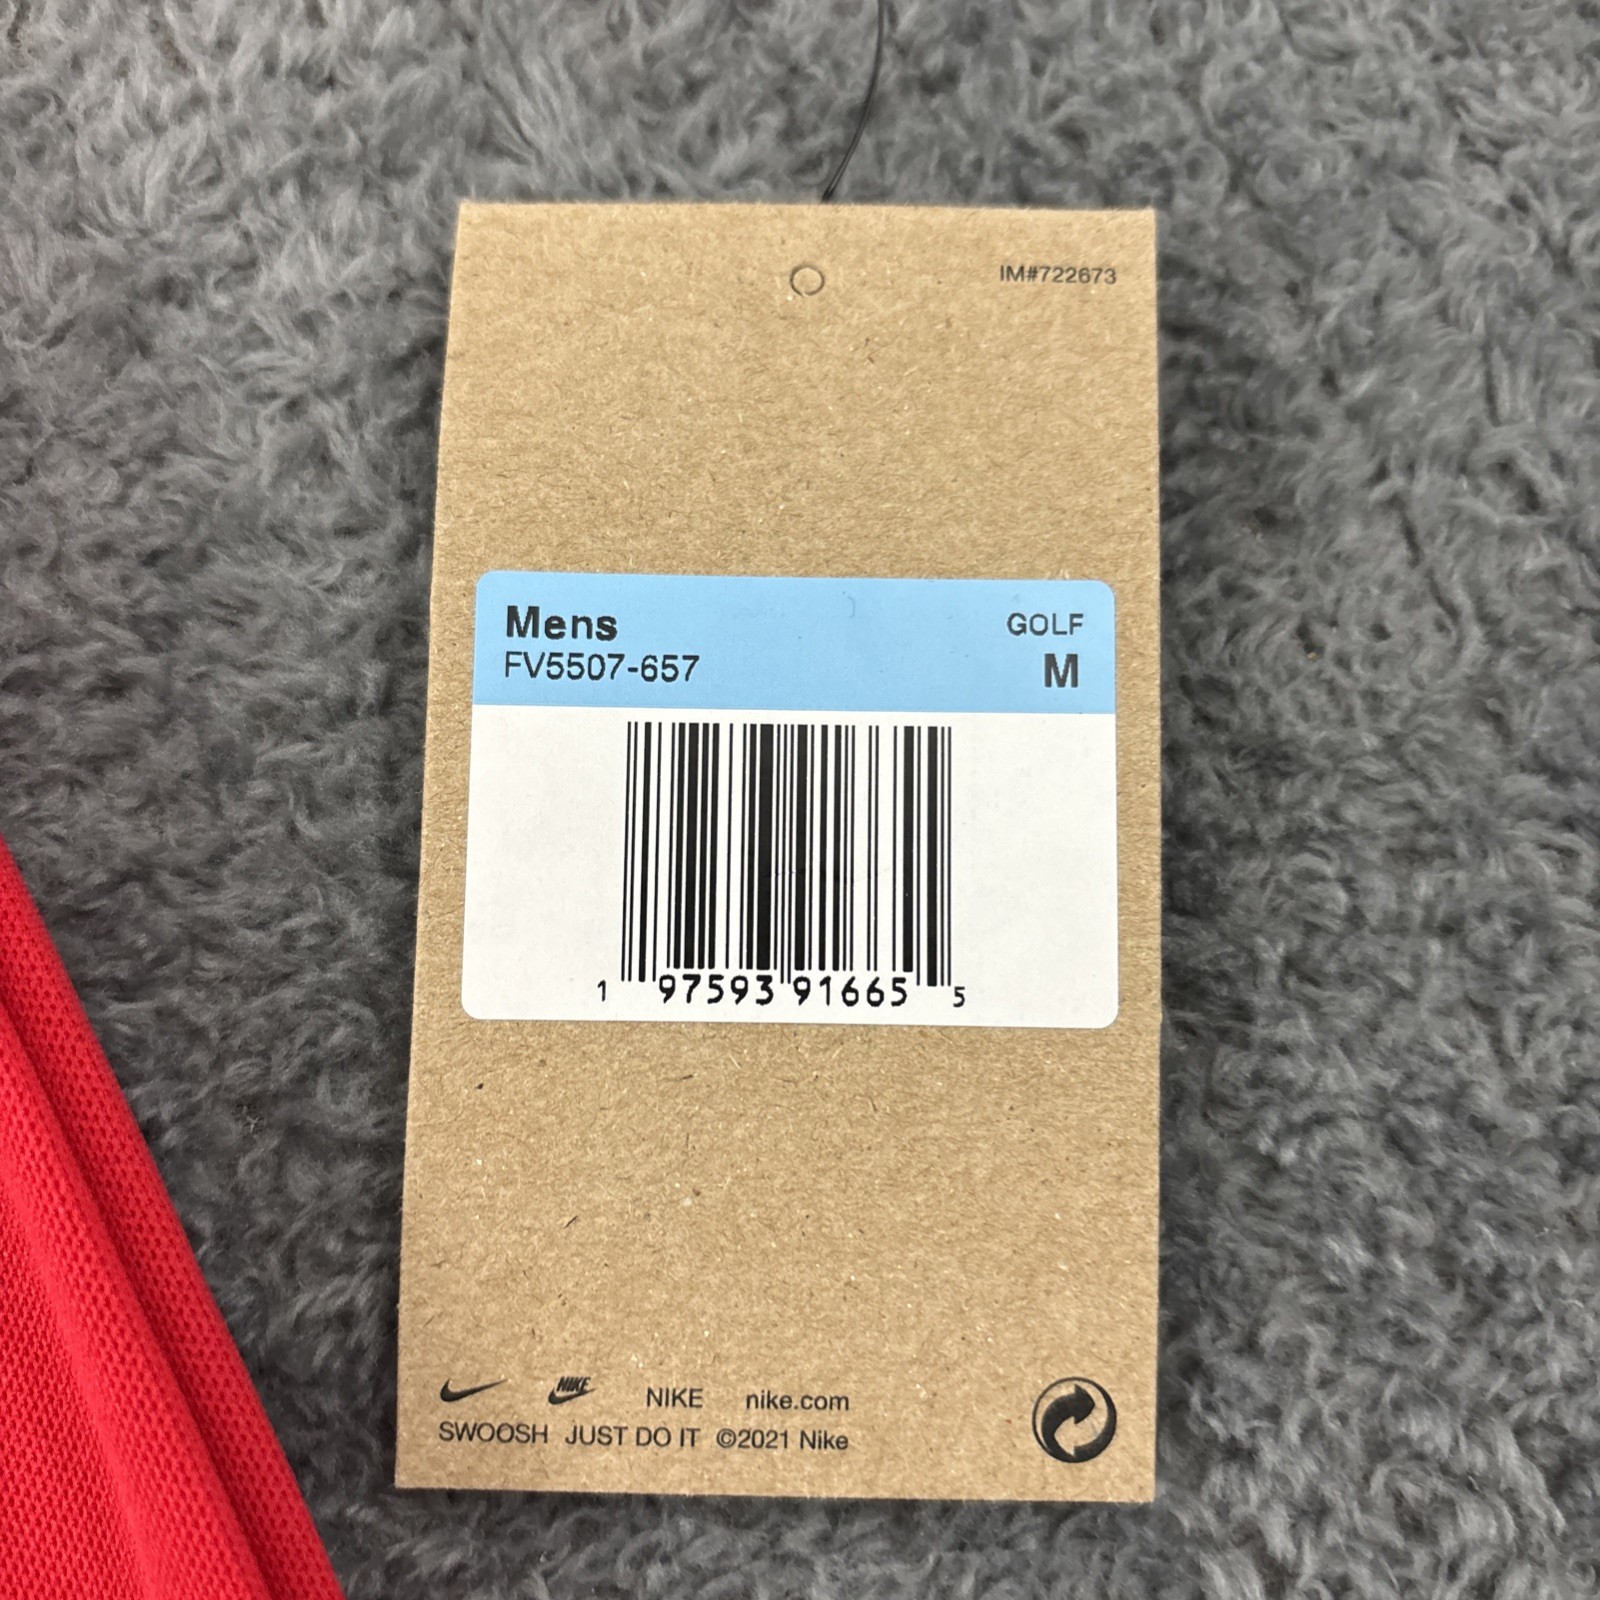 IM#722673
Mens
GOLF
FV5507-657
M
1 97593 91665 5
NIKE NIKE nike.com
SWOOSH JUST DO IT ©2021 Nike